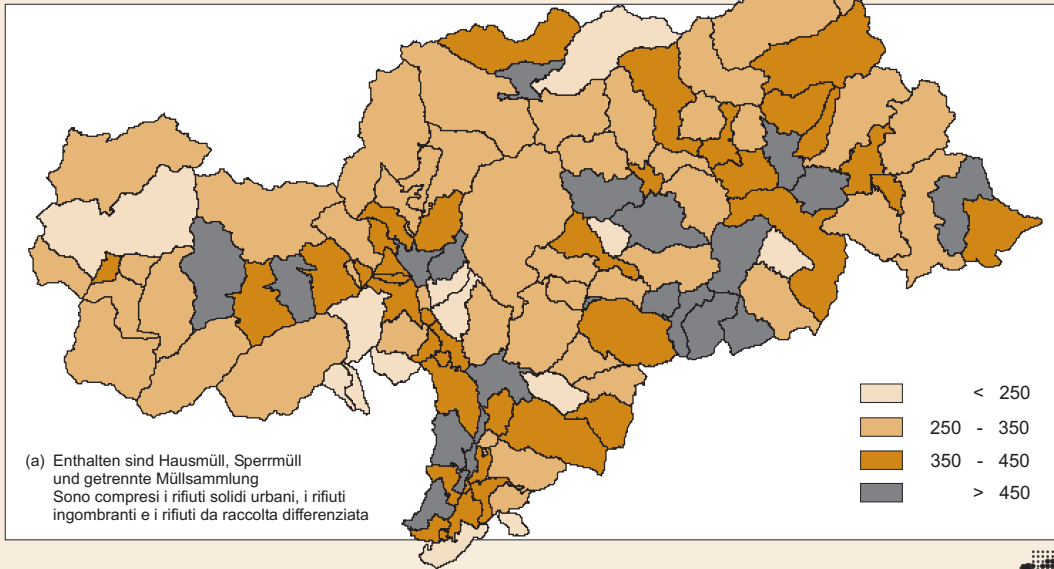 < 250
250 - 350
350 - 450
> 450
(a) Enthalten sind Hausmüll, Sperrmüll
und getrennte Müllsammlung
Sono compresi i rifiuti solidi urbani, i rifiuti
ingombranti e i rifiuti da raccolta differenziata